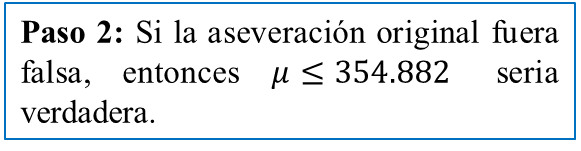 Paso 2: Si la aseveración original fuera
falsa, entonces μ ≤ 354.882 seria
verdadera.